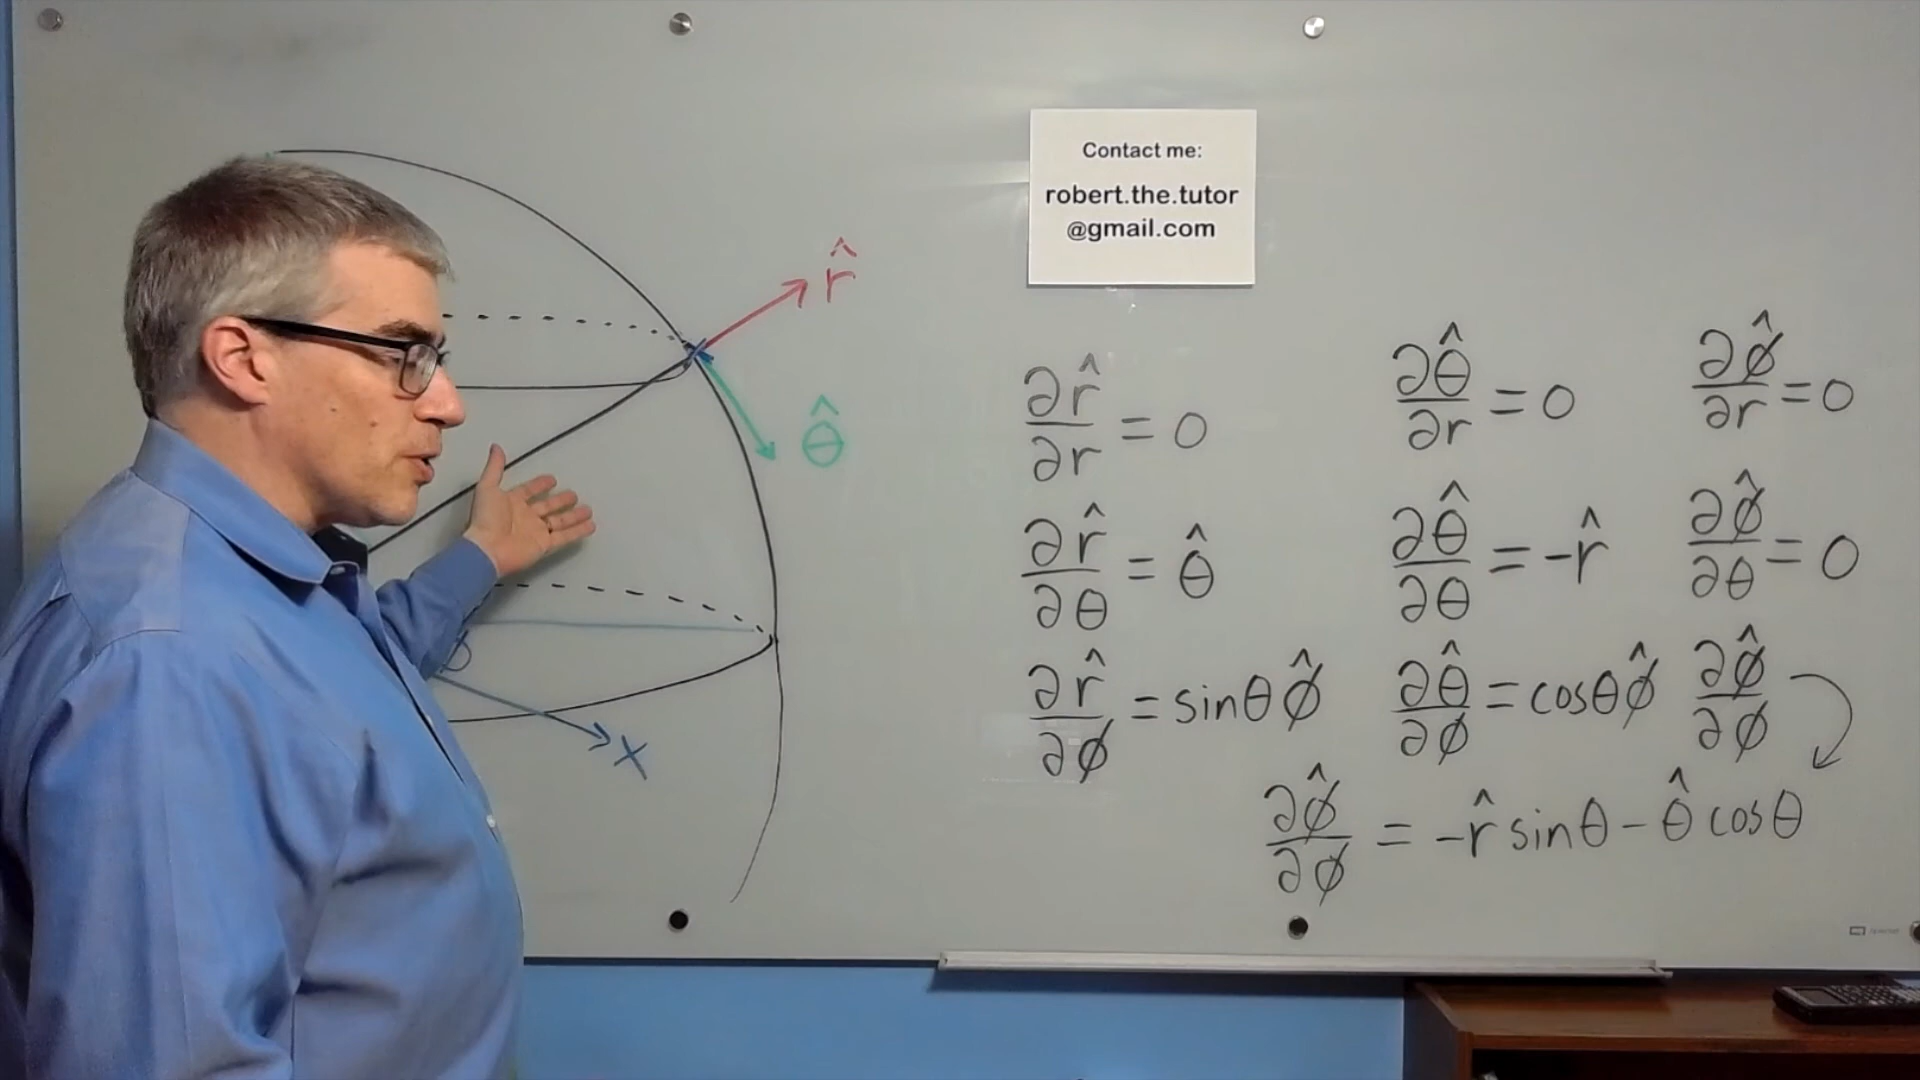 Contact me:
robert.the.tutor
@gmail.com
r̂
θ̂
x
∂r̂/∂r = 0
∂θ̂/∂r = 0
∂φ̂/∂r = 0
∂r̂/∂θ = θ̂
∂θ̂/∂θ = -r̂
∂φ̂/∂θ = 0
∂r̂/∂φ = sinθ φ̂
∂θ̂/∂φ = cosθ φ̂
∂φ̂/∂φ
∂φ̂/∂φ = -r̂ sinθ - θ̂ cosθ